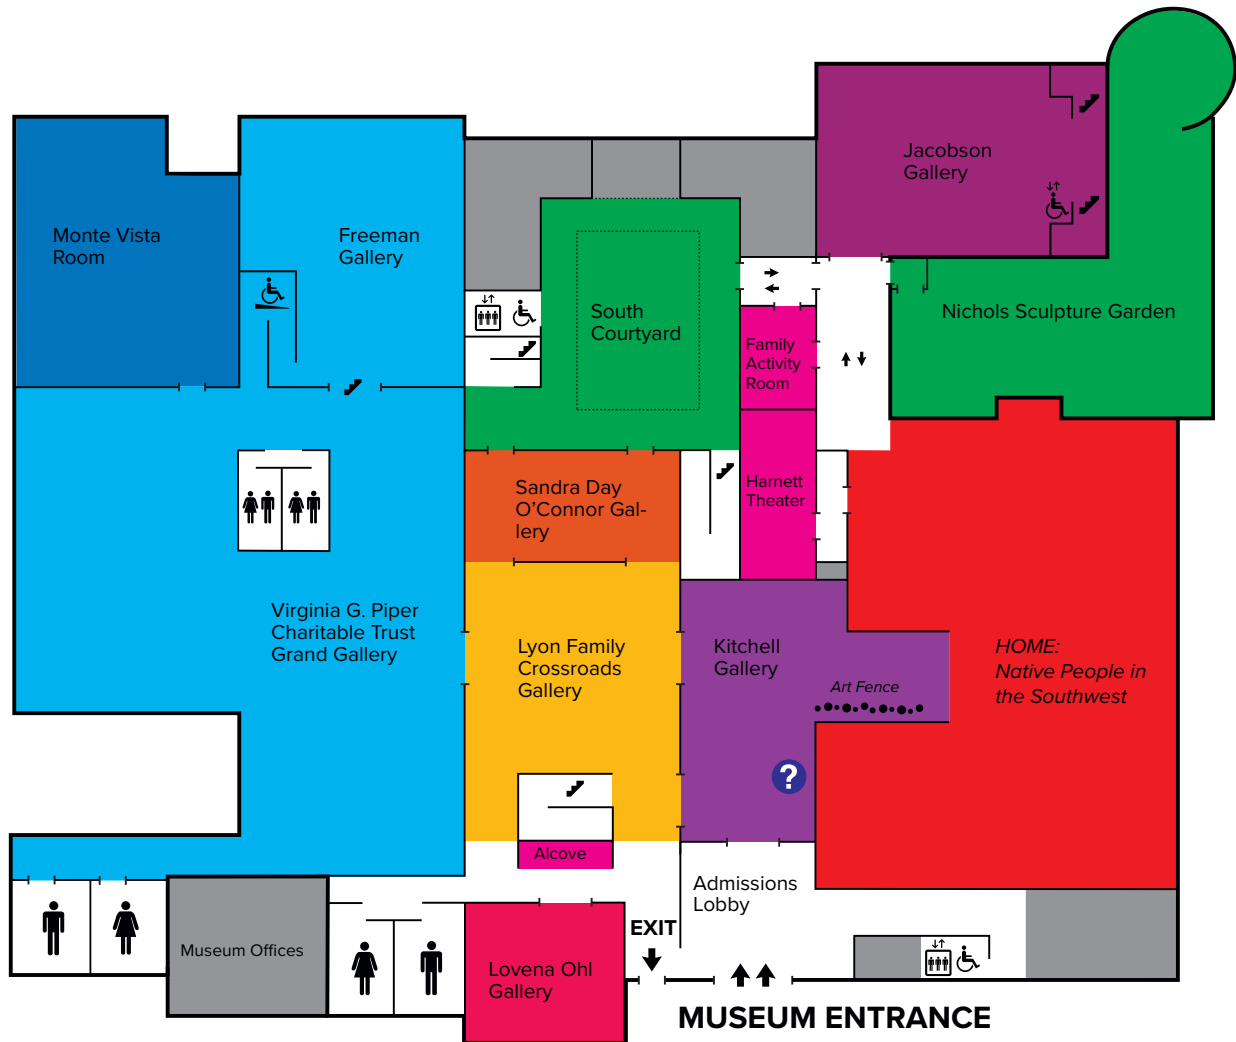 Jacobson
Gallery
Monte Vista
Room
Freeman
Gallery
South
Courtyard
Nichols Sculpture Garden
Family
Activity
Room
Harnett
Theater
Sandra Day
O’Connor Gal-
lery
Virginia G. Piper
Charitable Trust
Grand Gallery
Lyon Family
Crossroads
Gallery
Kitchell
Gallery
Art Fence
HOME:
Native People in
the Southwest
?
Alcove
Admissions
Lobby
EXIT
Museum Offices
Lovena Ohl
Gallery
MUSEUM ENTRANCE